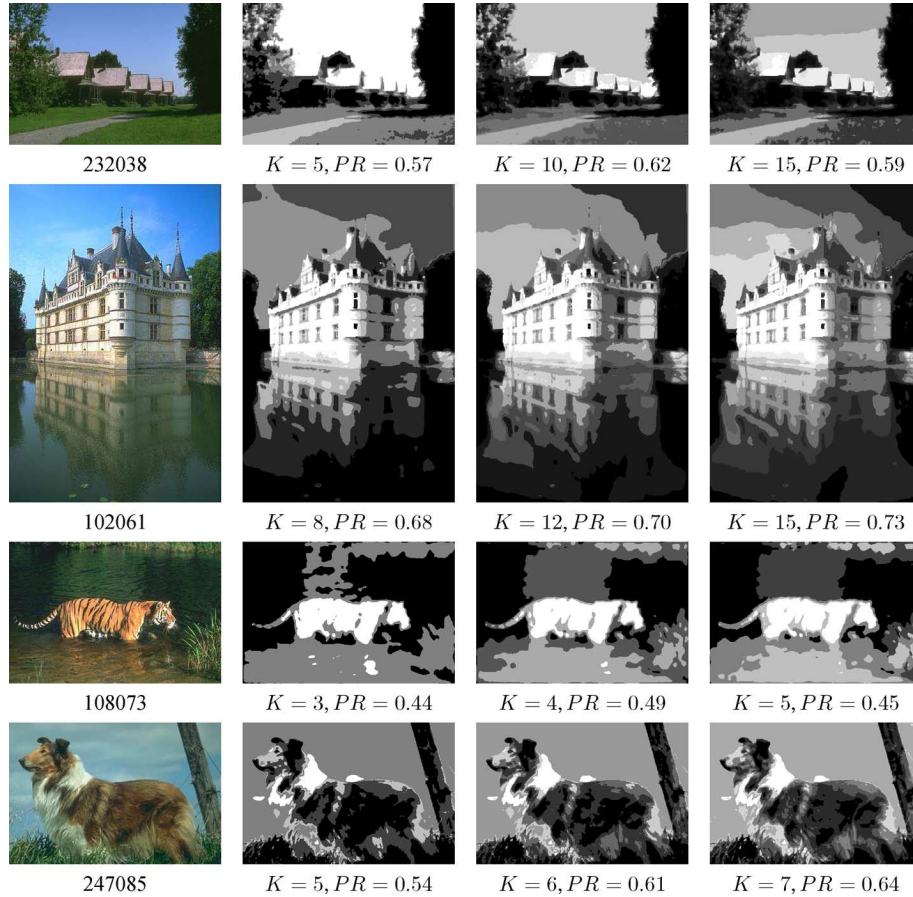 232038
K = 5, PR = 0.57
K = 10, PR = 0.62
K = 15, PR = 0.59
102061
K = 8, PR = 0.68
K = 12, PR = 0.70
K = 15, PR = 0.73
108073
K = 3, PR = 0.44
K = 4, PR = 0.49
K = 5, PR = 0.45
247085
K = 5, PR = 0.54
K = 6, PR = 0.61
K = 7, PR = 0.64